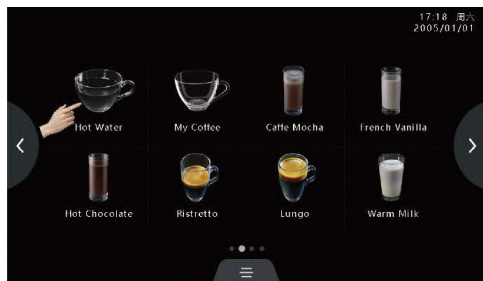 17:18 周六
2005/01/01
Hot Water
My Coffee
Caffe Mocha
French Vanilla
Hot Chocolate
Ristretto
Lungo
Warm Milk